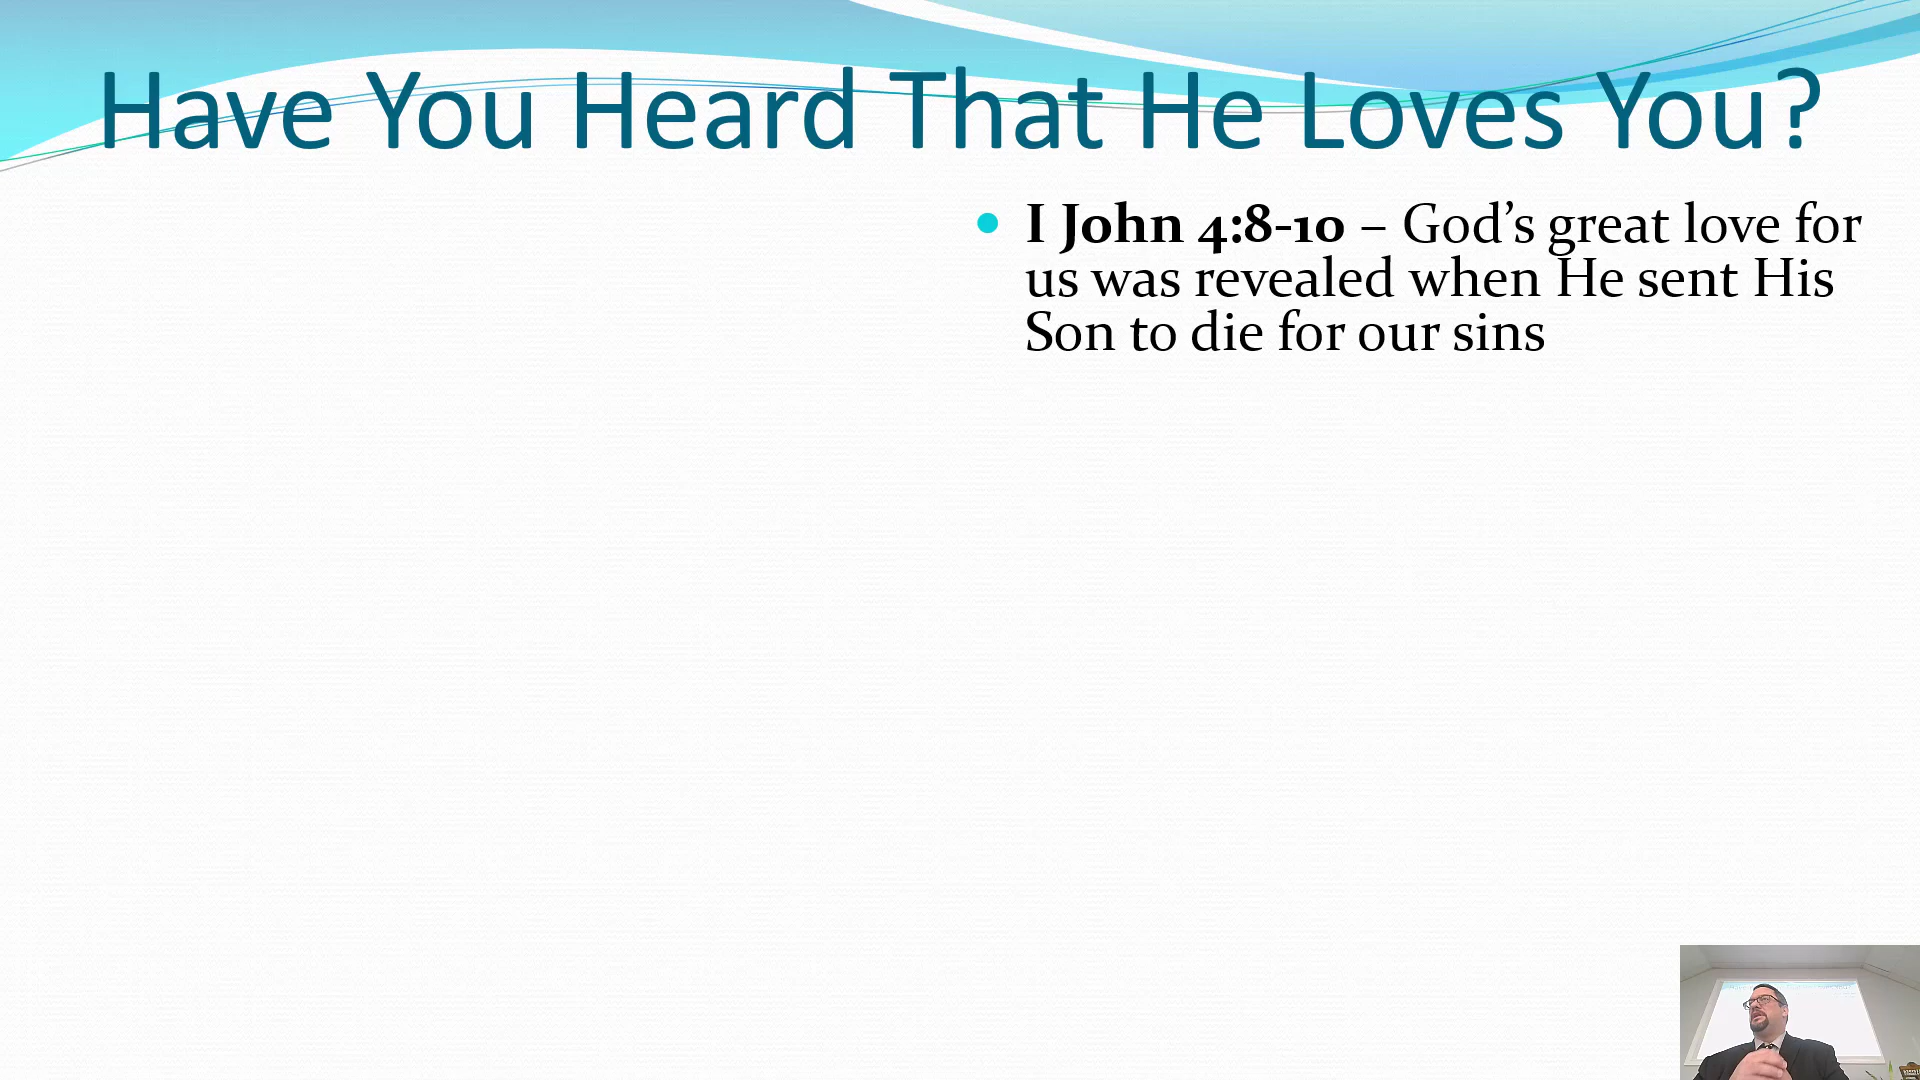 Have You Heard That He Loves You?
• I John 4:8-10 – God’s great love for
us was revealed when He sent His
Son to die for our sins